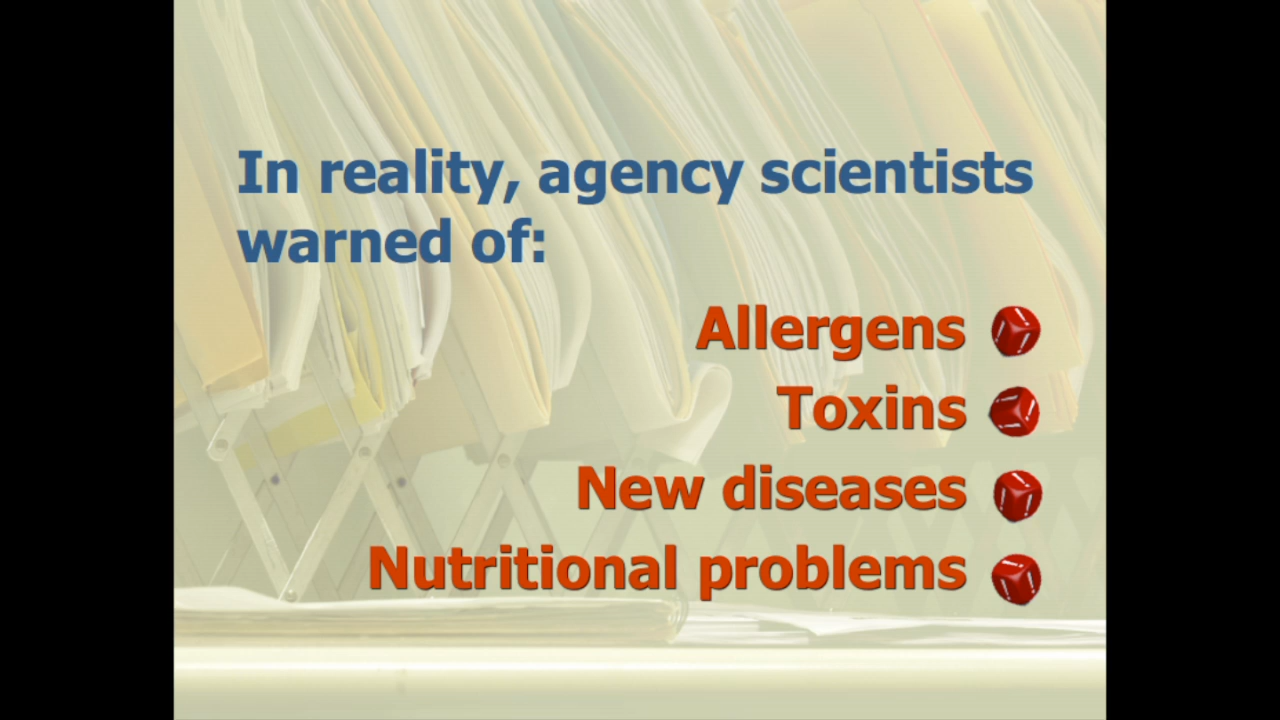 In reality, agency scientists
warned of:
Allergens
Toxins
New diseases
Nutritional problems